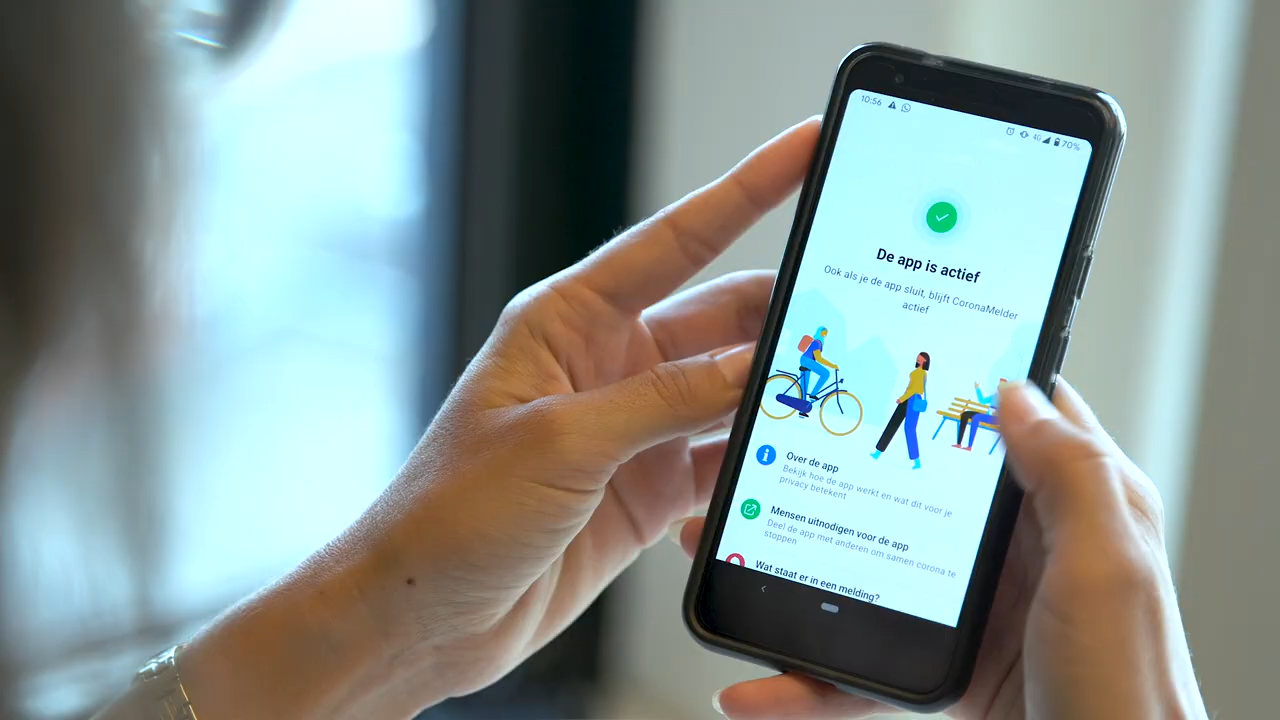 10:56
4G 70%
De app is actief
Ook als je de app sluit, blijft CoronaMelder
actief
Over de app
Bekijk hoe de app werkt en wat dit voor je
privacy betekent
Mensen uitnodigen voor de app
Deel de app met anderen om samen corona te
stoppen
Wat staat er in een melding?